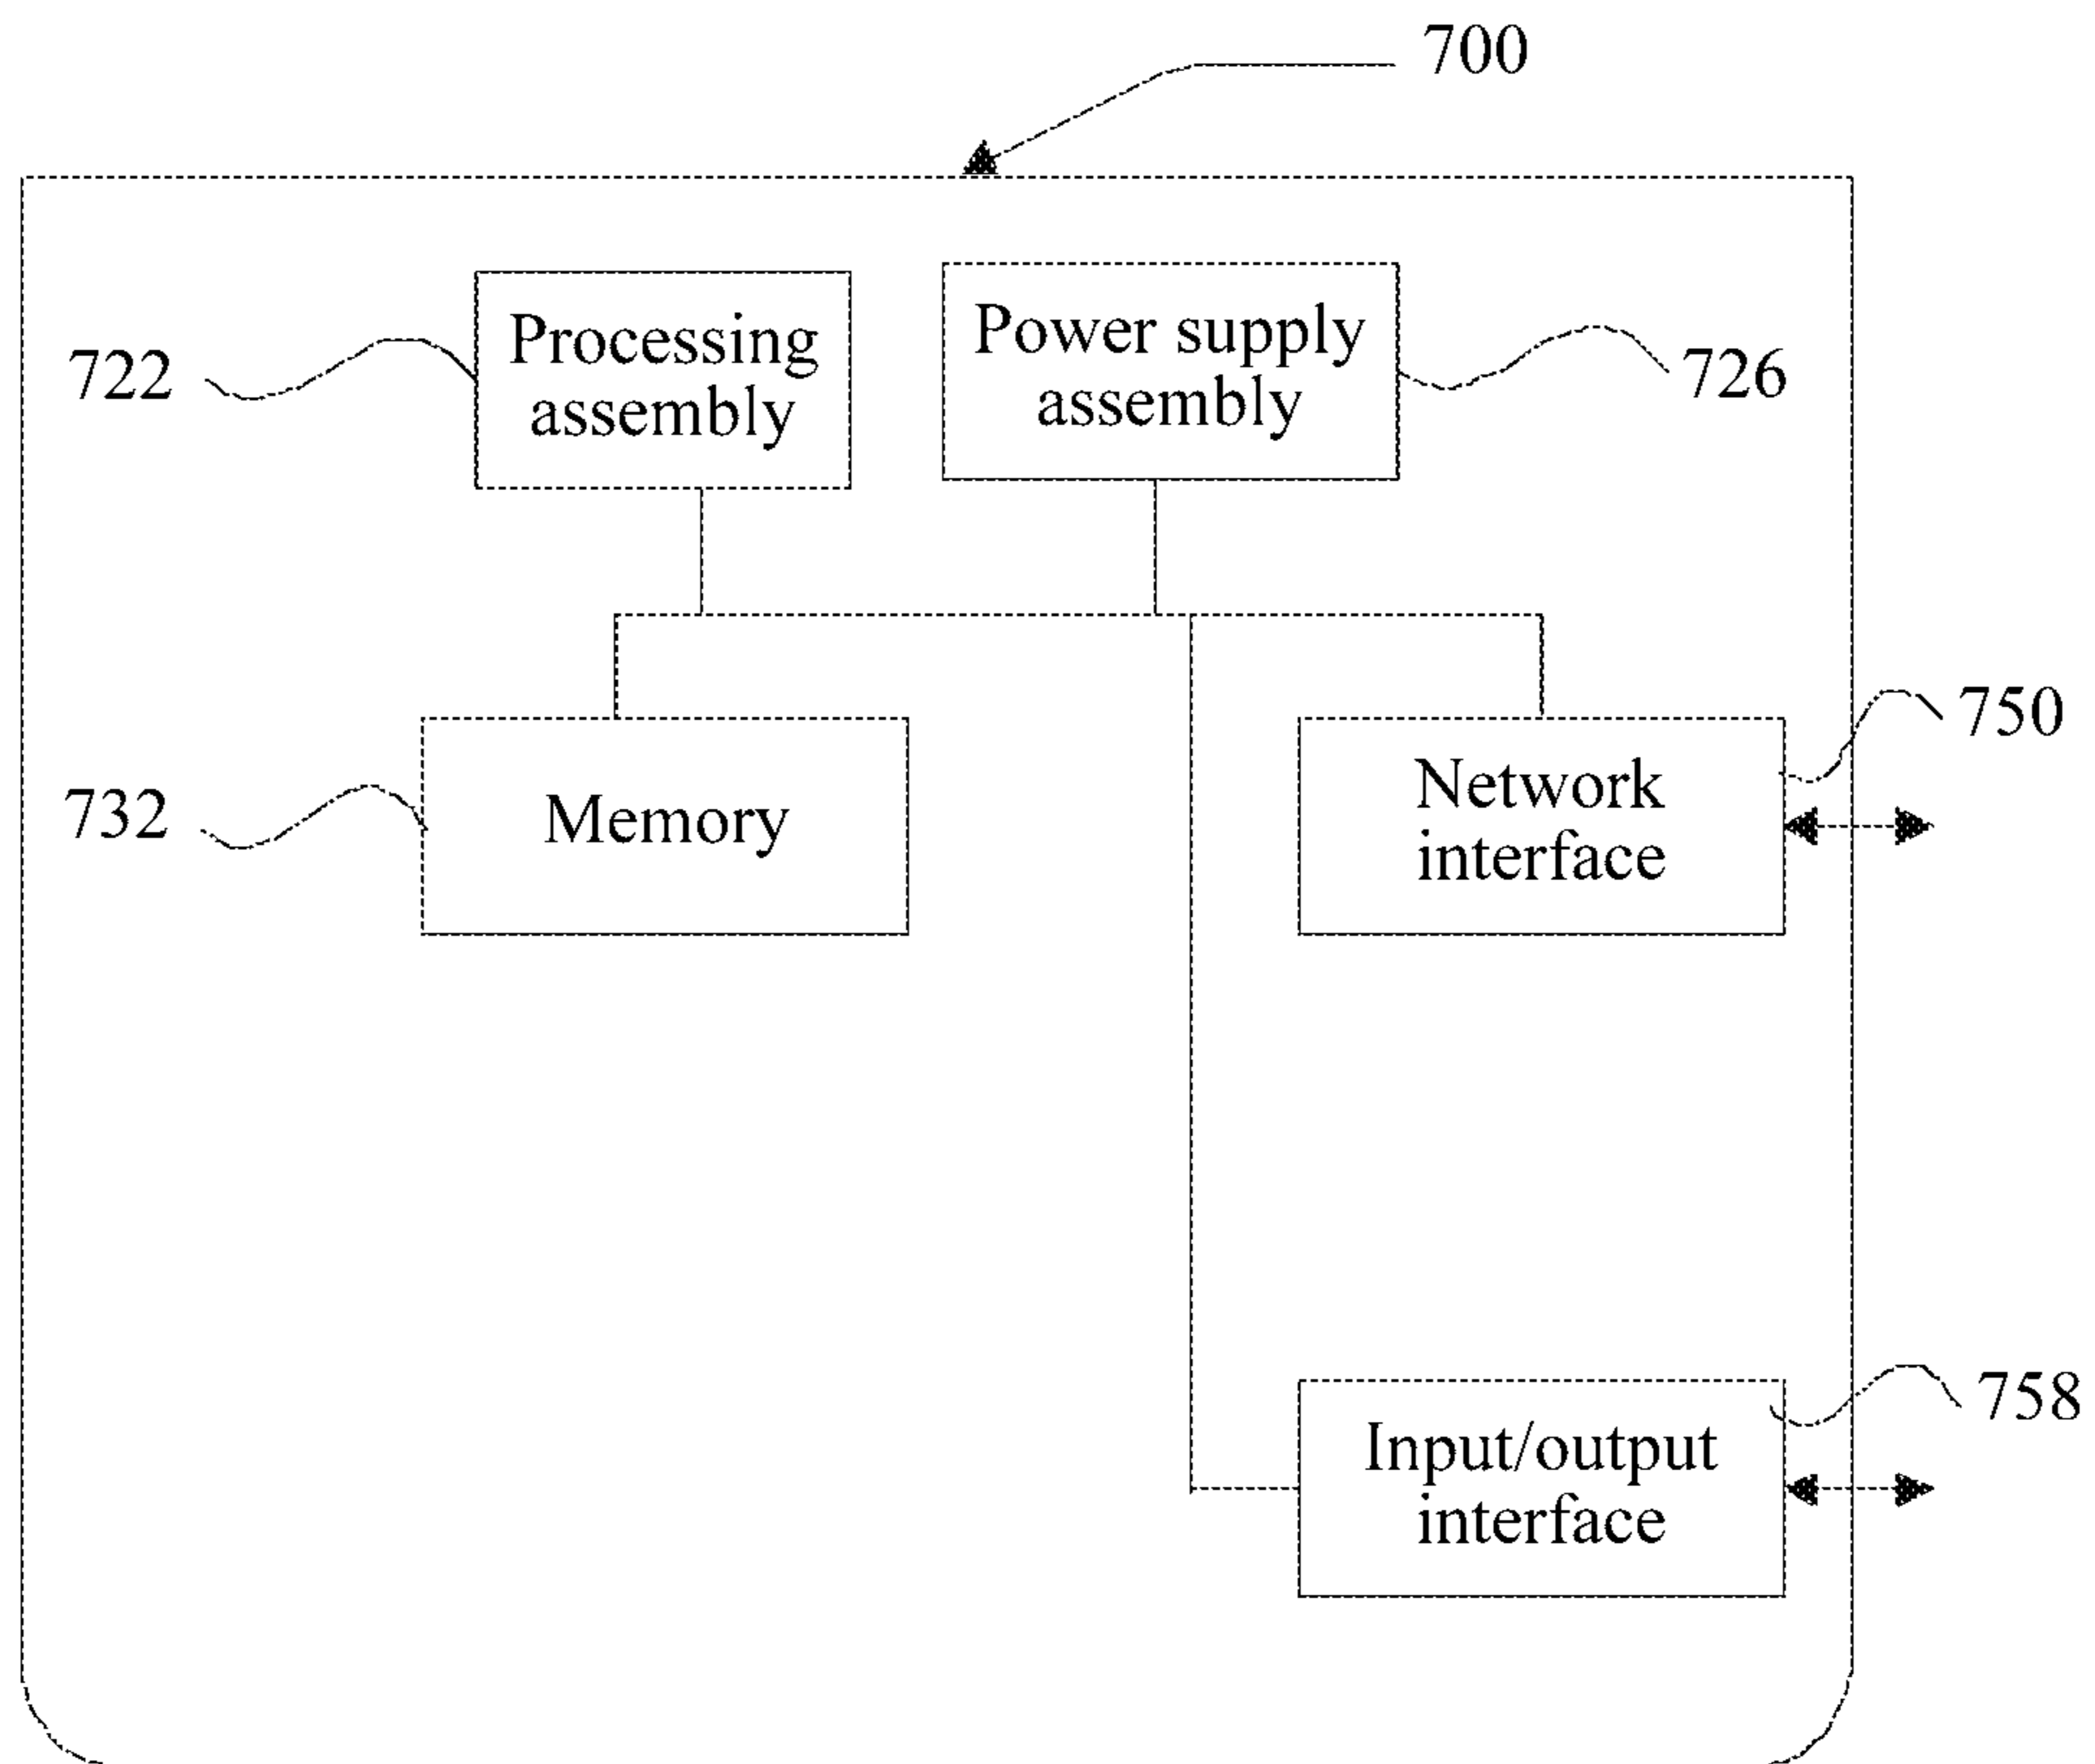 700
722
Processing
assembly
Power supply
assembly
726
732
Memory
Network
interface
750
Input/output
interface
758